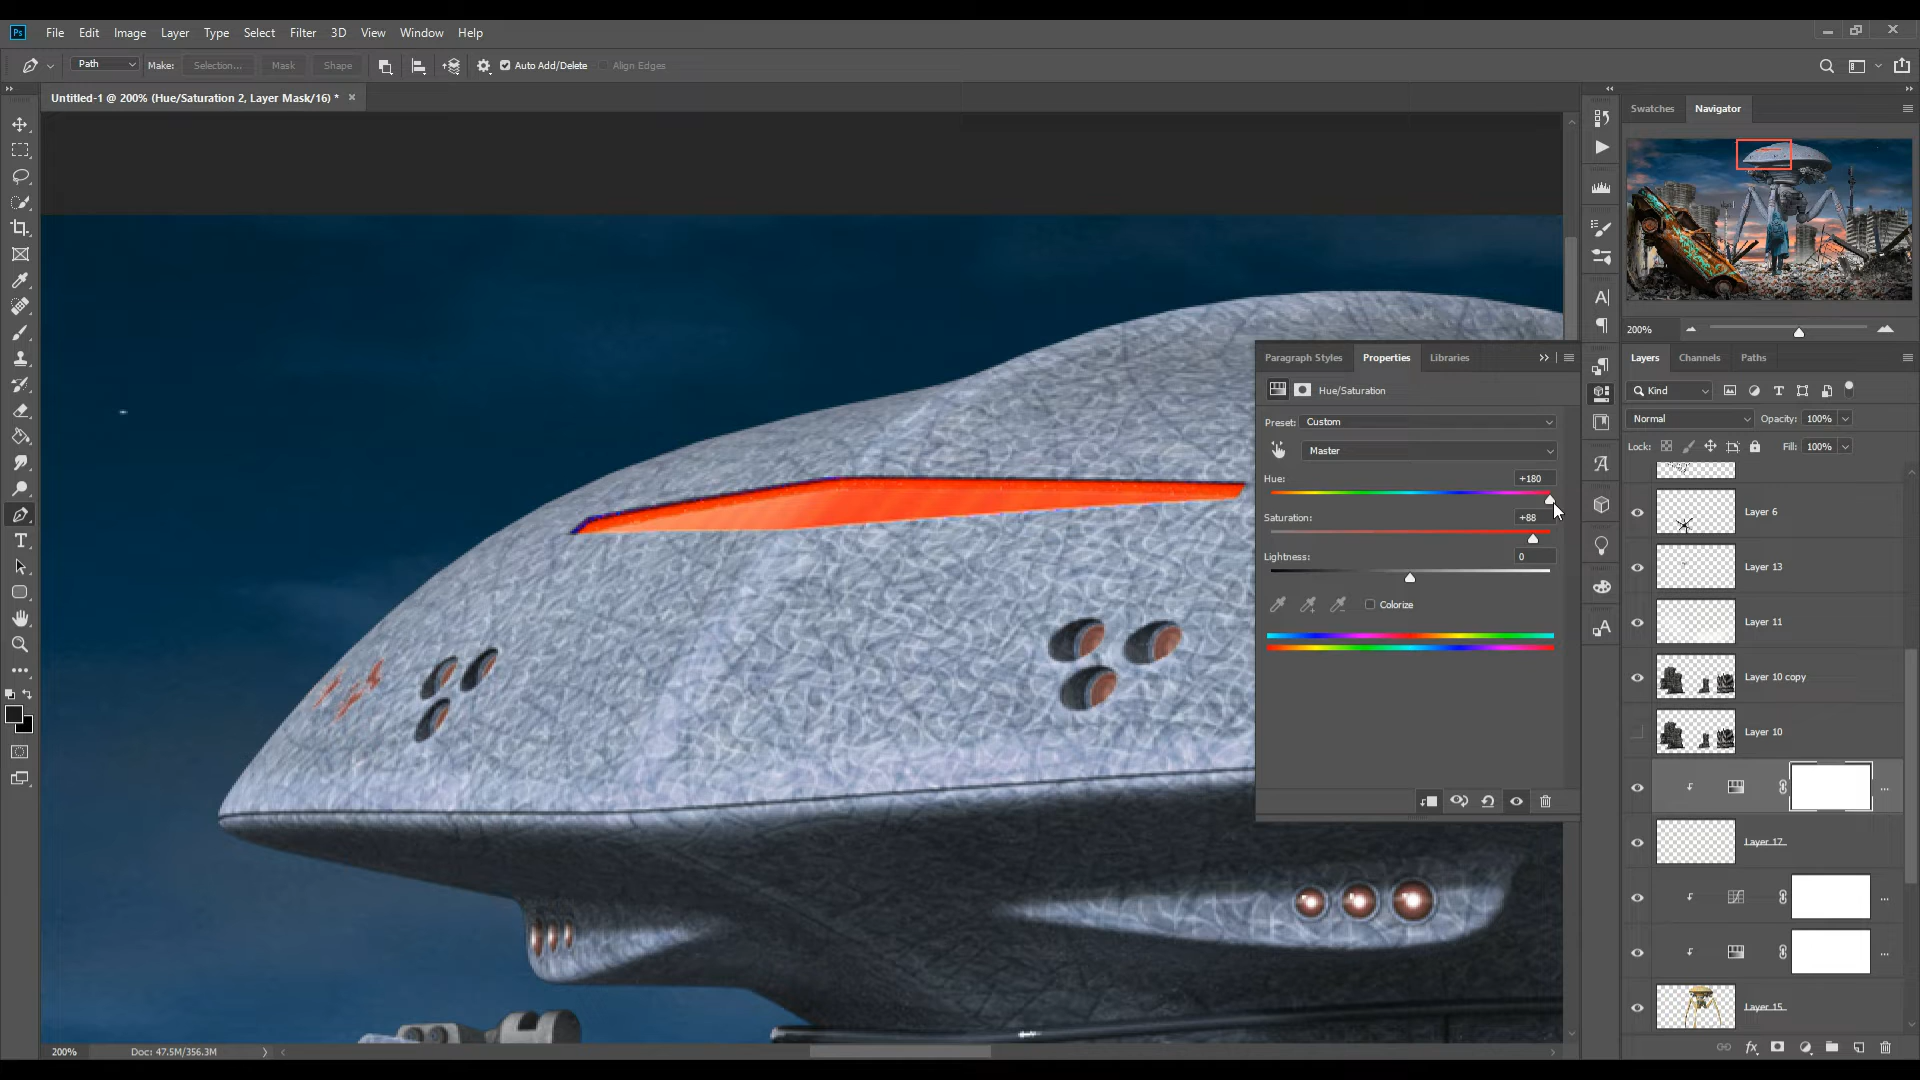 Ps File Edit Image Layer Type Select Filter 3D View Window Help
Path Make: Selection... Mask Shape Auto Add/Delete Align Edges
Untitled-1 @ 200% (Hue/Saturation 2, Layer Mask/16) * ×
Swatches Navigator
200%
Paragraph Styles Properties Libraries
Hue/Saturation
Preset: Custom
Master
Hue: +180
Saturation: +88
Lightness: 0
Colorize
Layers Channels Paths
Kind
Normal Opacity: 100%
Lock: Fill: 100%
Layer 6
Layer 13
Layer 11
Layer 10 copy
Layer 10
Layer 17
Layer 15
200% Doc: 47.5M/356.3M